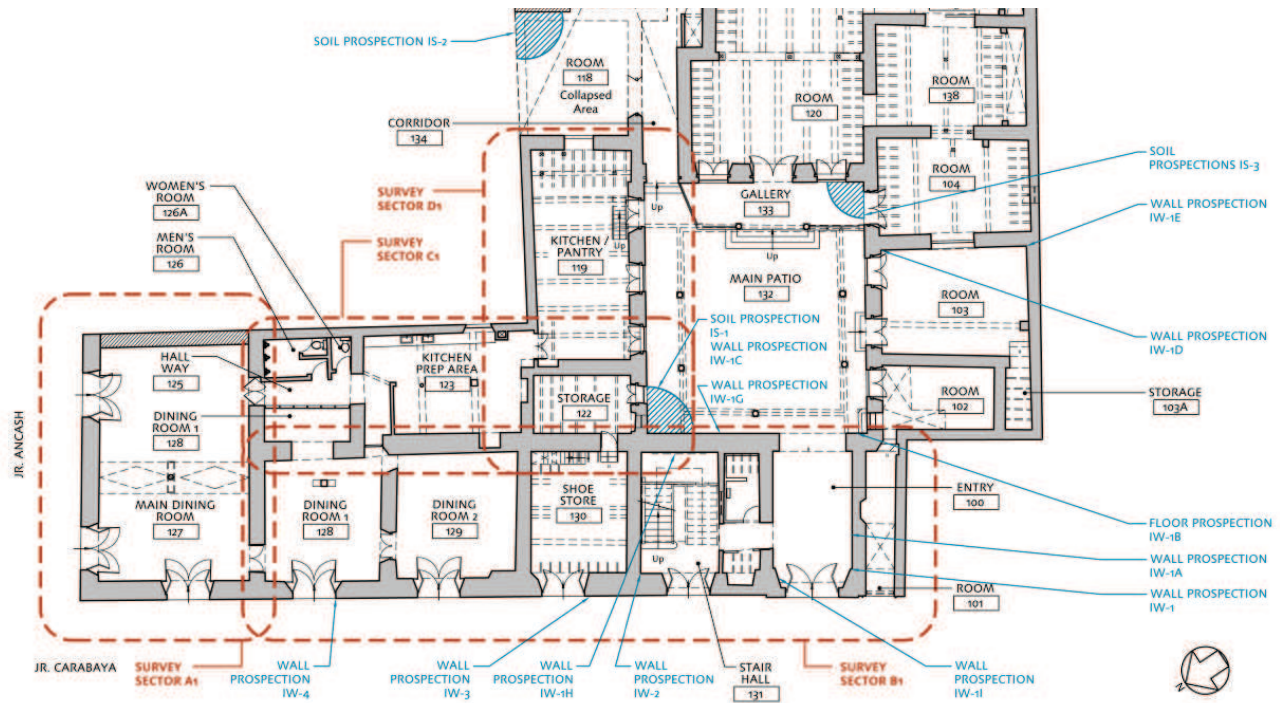 SOIL PROSPECTION IS-2
ROOM
118
Collapsed
Area
ROOM
138
ROOM
120
CORRIDOR
134
SOIL
PROSPECTIONS IS-3
ROOM
104
WOMEN'S
ROOM
126A
SURVEY
SECTOR D1
GALLERY
133
Up
WALL PROSPECTION
IW-1E
MEN'S
ROOM
126
SURVEY
SECTOR C1
KITCHEN /
PANTRY
119
Up
Up
MAIN PATIO
132
ROOM
103
SOIL PROSPECTION
IS-1
WALL PROSPECTION
IW-1C
WALL PROSPECTION
IW-1D
HALL
WAY
125
KITCHEN
PREP AREA
123
WALL PROSPECTION
IW-1G
STORAGE
122
ROOM
102
STORAGE
103A
DINING
ROOM 1
128
JR. ANCASH
MAIN DINING
ROOM
127
DINING
ROOM 1
128
DINING
ROOM 2
129
SHOE
STORE
130
Up
ENTRY
100
FLOOR PROSPECTION
IW-1B
WALL PROSPECTION
IW-1A
WALL PROSPECTION
IW-1
ROOM
101
JR. CARABAYA
SURVEY
SECTOR A1
WALL
PROSPECTION
IW-4
WALL
PROSPECTION
IW-3
WALL
PROSPECTION
IW-1H
WALL
PROSPECTION
IW-2
STAIR
HALL
131
SURVEY
SECTOR B1
WALL
PROSPECTION
IW-1I
N